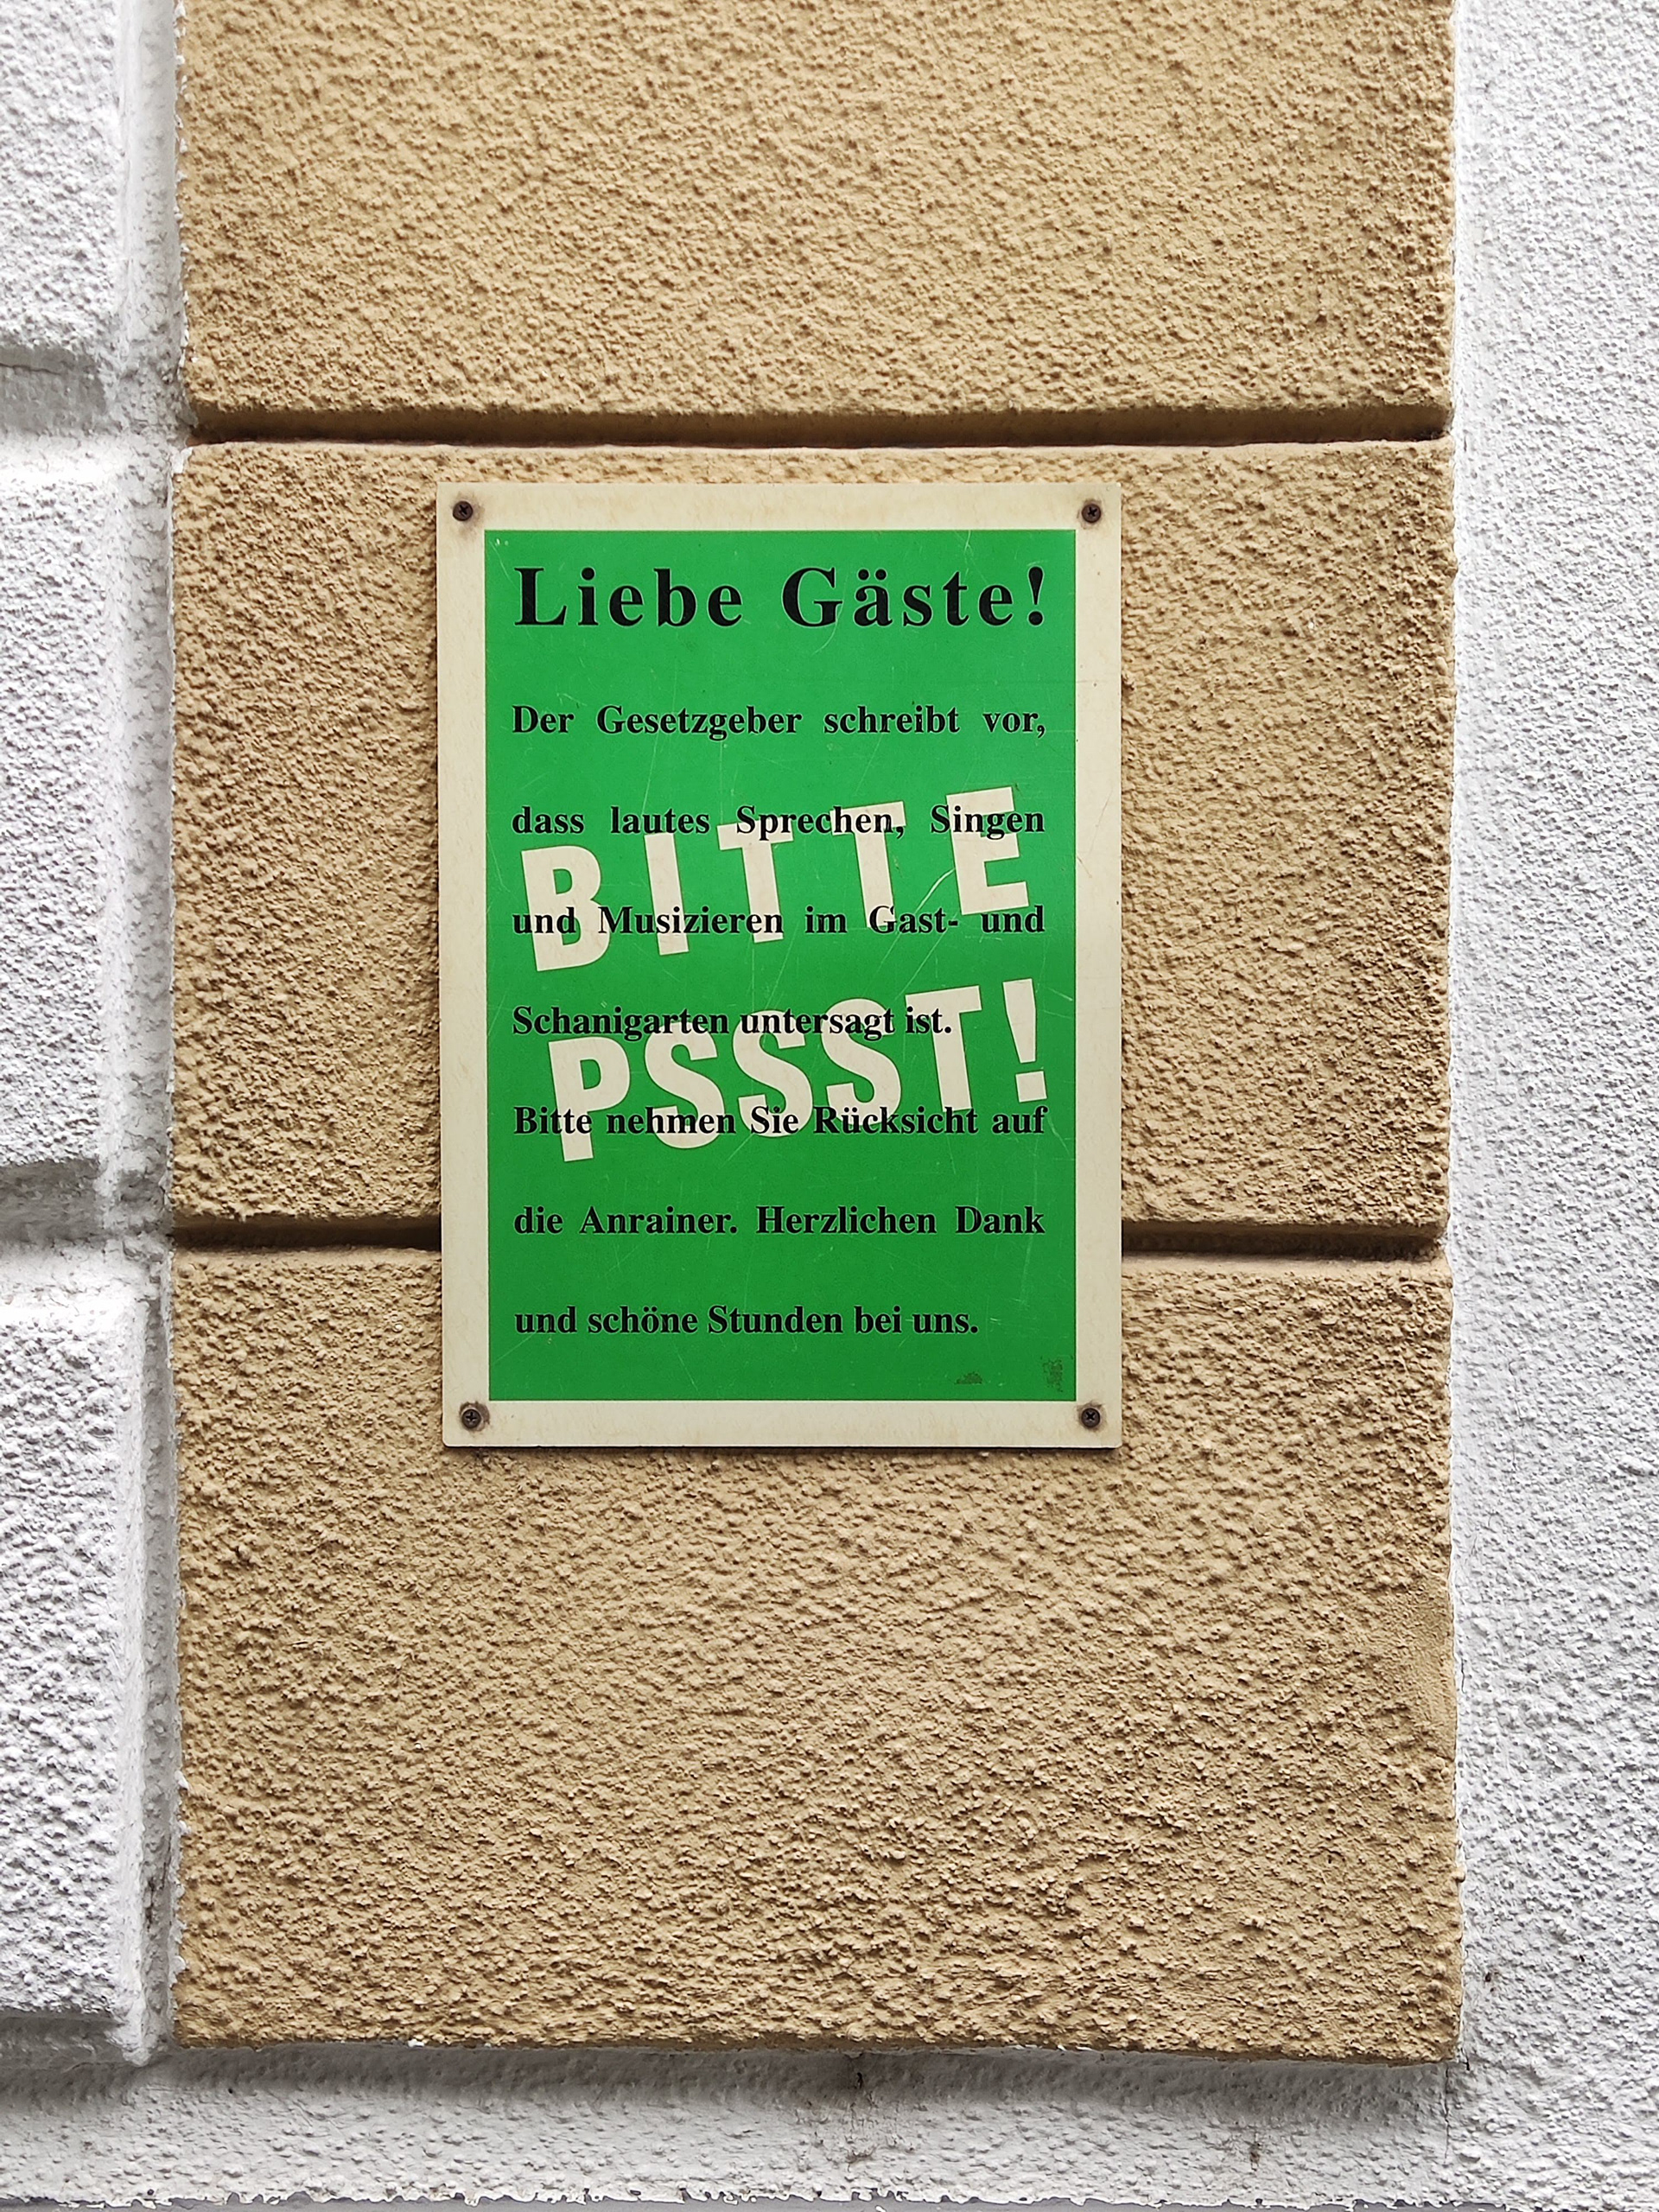 Liebe Gäste!
Der Gesetzgeber schreibt vor,
dass lautes Sprechen, Singen
BITTE
und Musizieren im Gast- und
Schanigarten untersagt ist.
PSSST!
Bitte nehmen Sie Rücksicht auf
die Anrainer. Herzlichen Dank
und schöne Stunden bei uns.